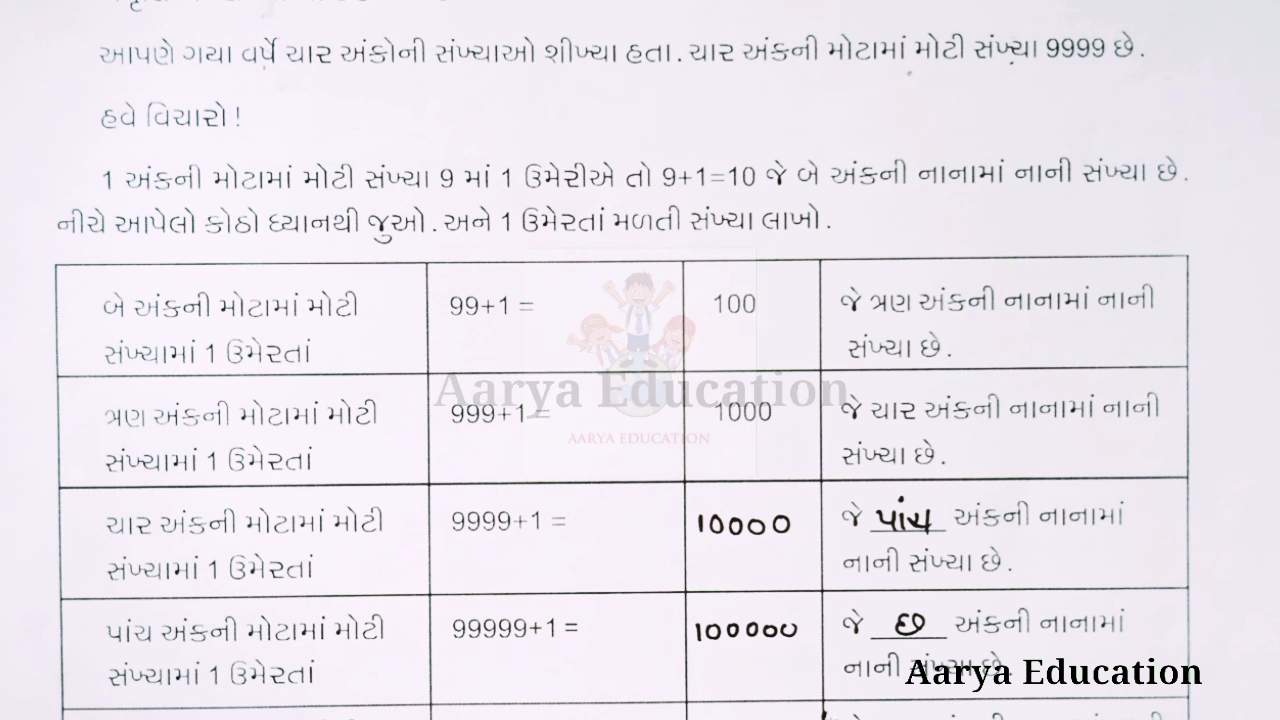 આપણે ગયા વર્ષે ચાર અંકોની સંખ્યાઓ શીખ્યા હતા. ચાર અંકની મોટામાં મોટી સંખ્યા 9999 છે.
હવે વિચારો!
1 અંકની મોટામાં મોટી સંખ્યા 9 માં 1 ઉમેરીએ તો 9+1=10 જે બે અંકની નાનામાં નાની સંખ્યા છે.
નીચે આપેલો કોઠો ધ્યાનથી જુઓ. અને 1 ઉમેરતાં મળતી સંખ્યા લાખો.
બે અંકની મોટામાં મોટી 99+1 = 100 જે ત્રણ અંકની નાનામાં નાની
સંખ્યામાં 1 ઉમેરતાં સંખ્યા છે.
Aarya Education
ત્રણ અંકની મોટામાં મોટી 999+1 = 1000 જે ચાર અંકની નાનામાં નાની
AARYA EDUCATION
સંખ્યામાં 1 ઉમેરતાં સંખ્યા છે.
ચાર અંકની મોટામાં મોટી 9999+1 = 10000 જે પાંચ અંકની નાનામાં
સંખ્યામાં 1 ઉમેરતાં નાની સંખ્યા છે.
પાંચ અંકની મોટામાં મોટી 99999+1 = 100000 જે છ અંકની નાનામાં
સંખ્યામાં 1 ઉમેરતાં નાની સંખ્યા છે.
Aarya Education